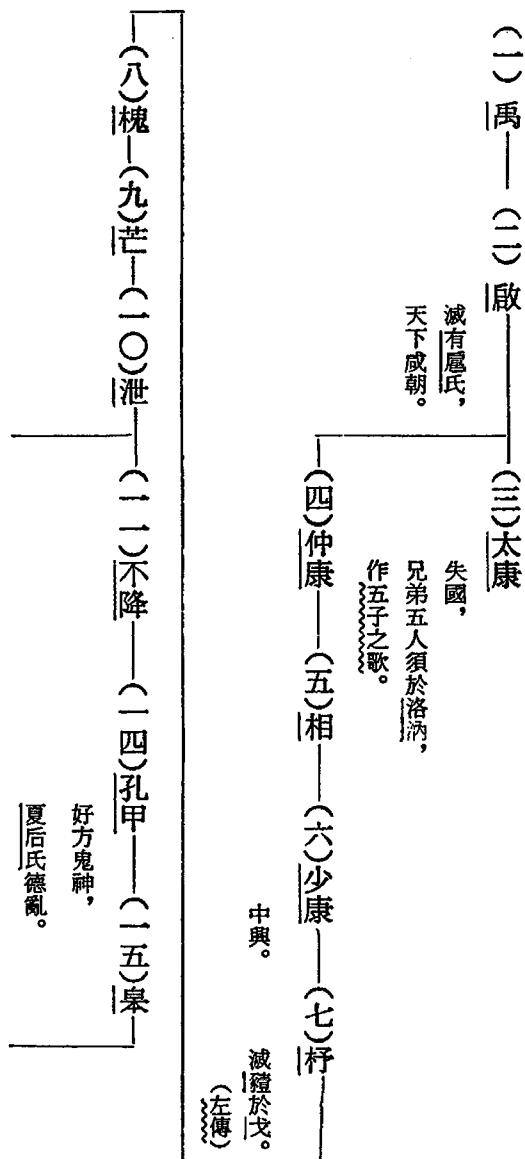 （一）禹——（二）啟——（三）太康
滅有扈氏，
天下咸朝。
失國，
兄弟五人須於洛汭，
作五子之歌。
（四）仲康——（五）相——（六）少康——（七）杼
中興。
滅豷於戈。
（左傳）
（八）槐—（九）芒—（一〇）泄—（一一）不降——（一四）孔甲——（一五）皋
好方鬼神，
夏后氏德亂。